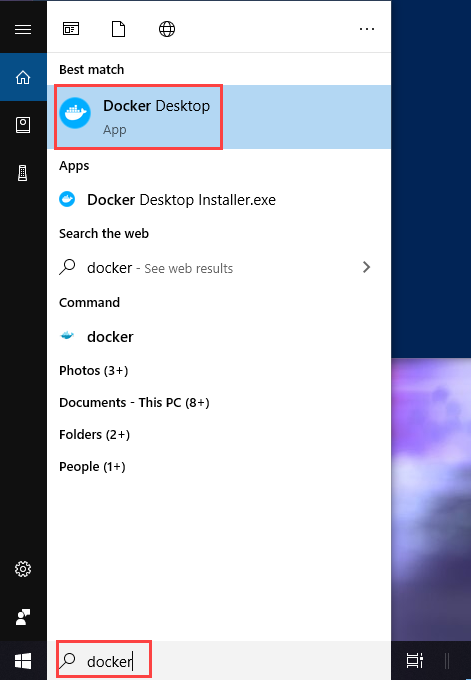 Best match
Docker Desktop
App
Apps
Docker Desktop Installer.exe
Search the web
docker - See web results
Command
docker
Photos (3+)
Documents - This PC (8+)
Folders (2+)
People (1+)
docker